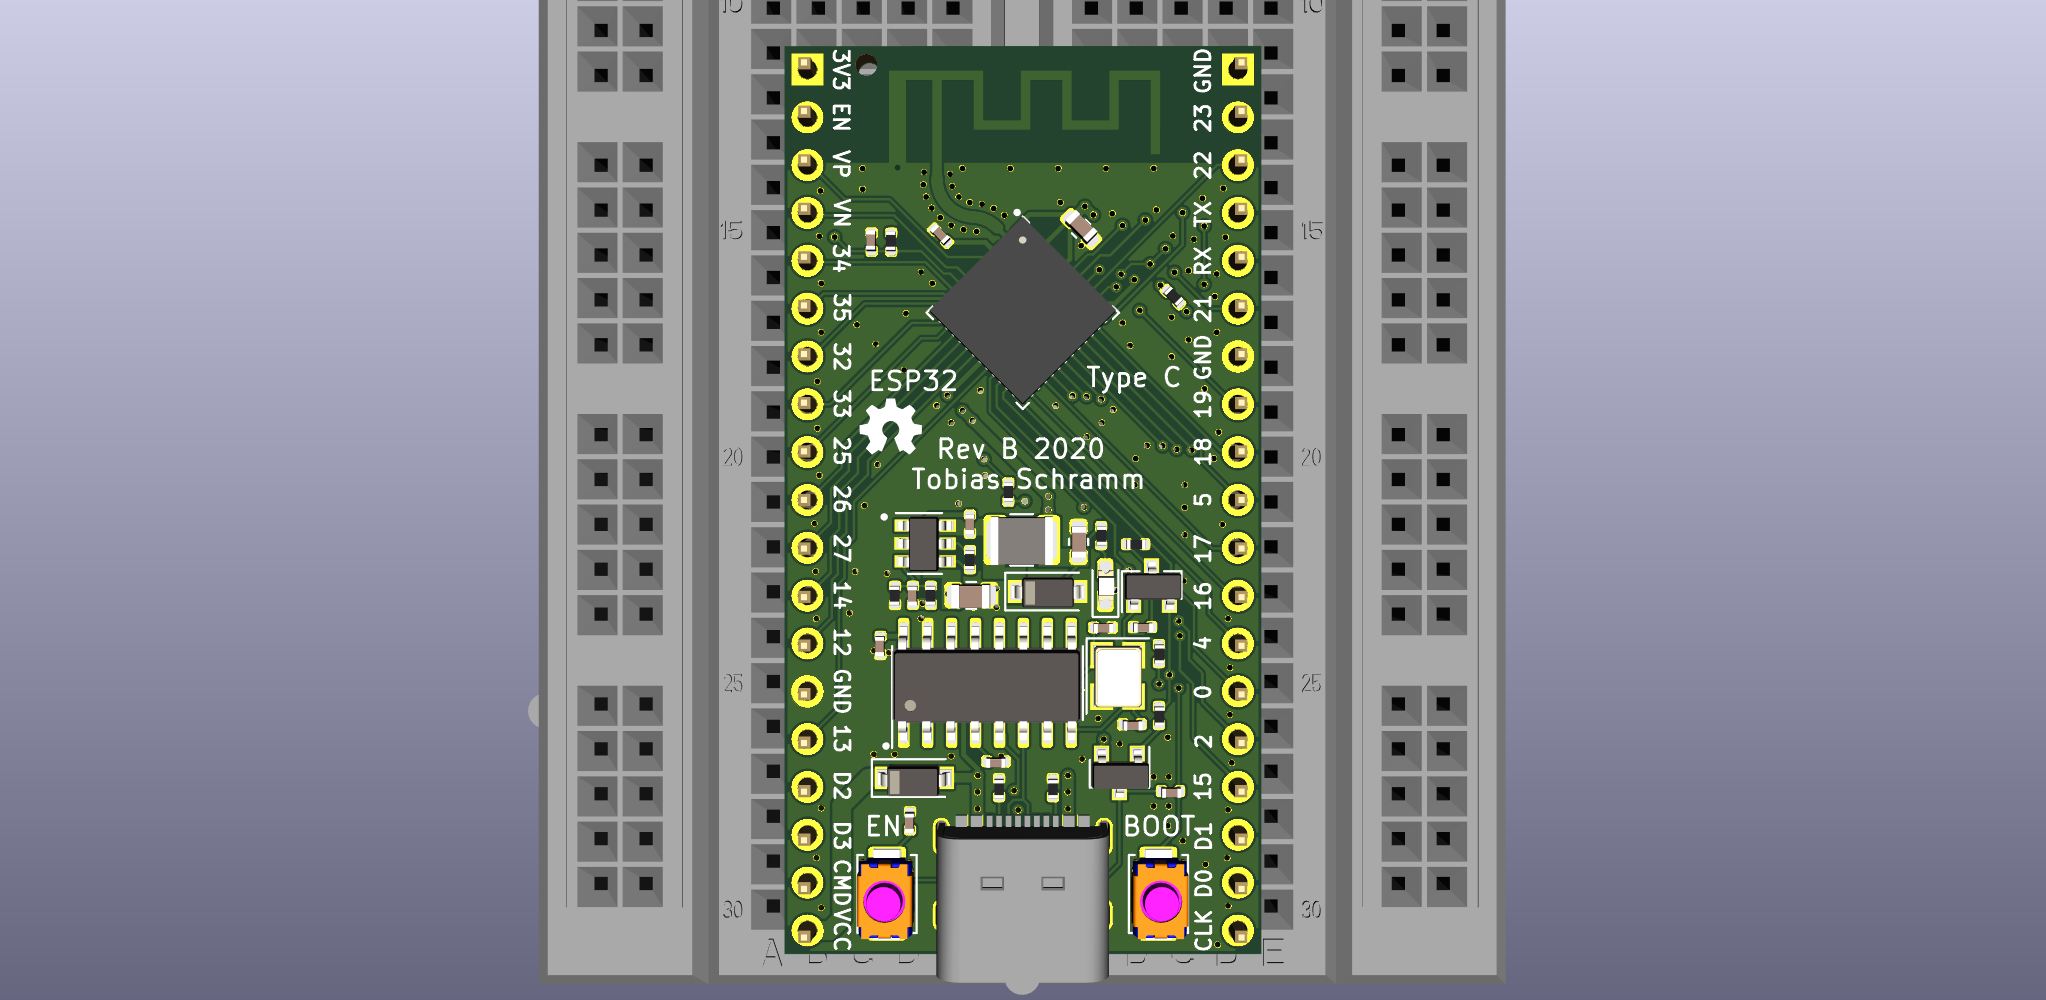 10
10
3V3
EN
VP
VN
34
35
32
33
25
26
27
14
12
GND
13
D2
D3
CMD
VCC
GND
23
22
TX
RX
21
GND
19
18
5
17
16
4
0
2
15
D1
D0
CLK
15
15
ESP32
Type C
Rev B 2020
Tobias Schramm
20
20
25
25
EN
BOOT
30
30
A B C D B C D E